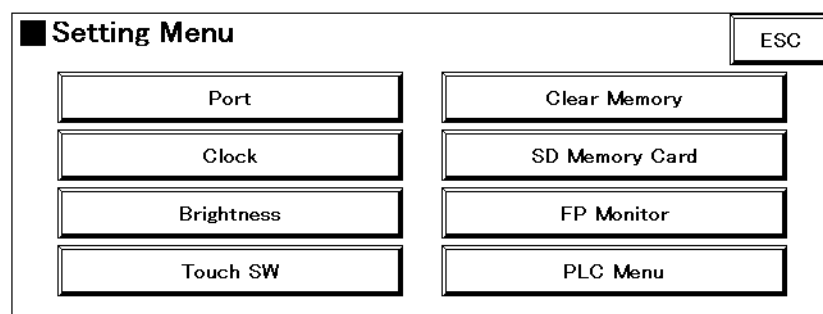 ■Setting Menu
ESC
Port
Clear Memory
Clock
SD Memory Card
Brightness
FP Monitor
Touch SW
PLC Menu